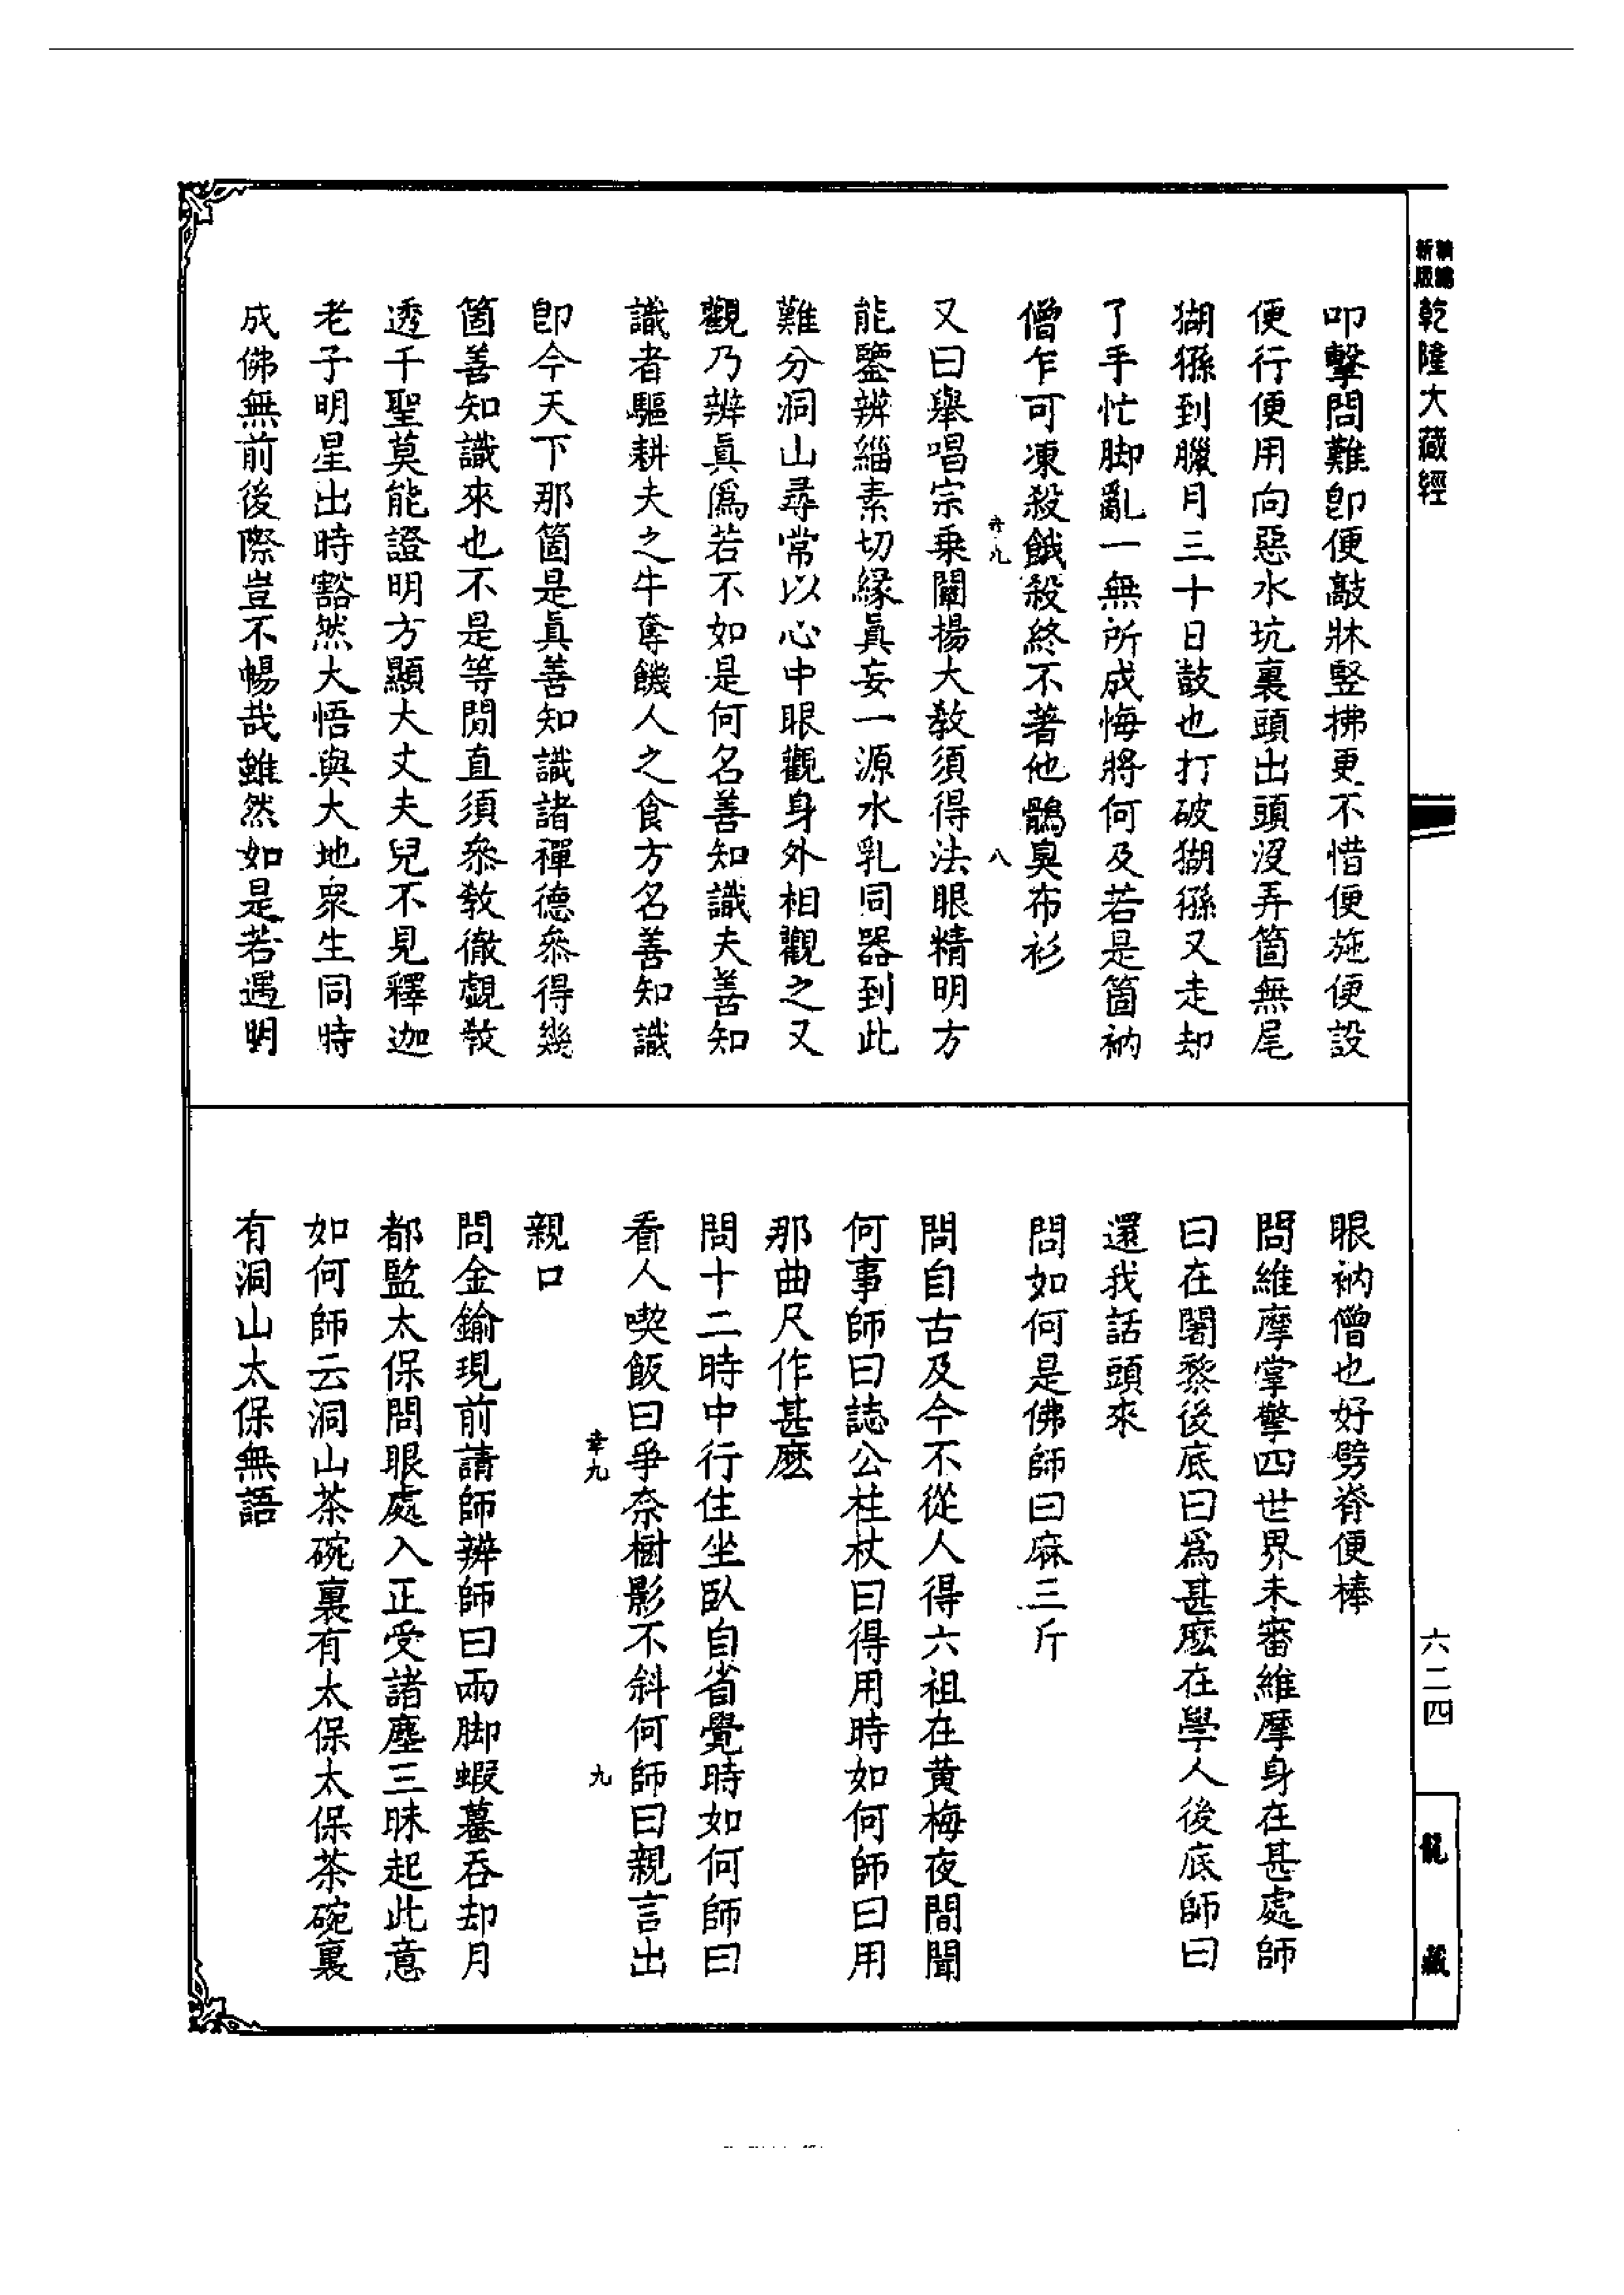 新版
精編
乾隆大藏經
六二四
龍藏
叩擊問難卽便敲牀竪拂更不惜便施便設
便行便用向惡水坑裏頭出頭沒弄箇無尾
猢猻到臘月三十日鼓也打破猢猻又走却
了手忙脚亂一無所成悔將何及若是箇衲
僧乍可凍殺餓殺終不著他鶻臭布衫
幸九 八
又曰舉唱宗乗闡揚大教須得法眼精明方
能鑒辨緇素切緣眞妄一源水乳同器到此
難分洞山尋常以心中眼觀身外相觀之又
觀乃辨眞僞若不如是何名善知識夫善知
識者驅耕夫之牛奪饑人之食方名善知識
卽今天下那箇是眞善知識諸禪德叅得幾
箇善知識來也不是等閒直須叅教徹覷教
透千聖莫能證明方顯大丈夫兒不見釋迦
老子明星出時豁然大悟與大地衆生同時
成佛無前後際豈不暢哉雖然如是若遇明
眼衲僧也好劈脊便棒
問維摩掌擎四世界未審維摩身在甚處師
曰在闍黎後底曰爲甚麽在學人後底師曰
還我話頭來
問如何是佛師曰麻三斤
問自古及今不從人得六祖在黄梅夜間聞
何事師曰誌公柱杖曰得用時如何師曰用
那曲尺作甚麽
問十二時中行住坐臥自省覺時如何師曰
看人喫飯曰爭奈樹影不斜何師曰親言出
幸九 九
親口
問金鍮現前請師辨師曰兩脚蝦蟇吞却月
都監太保問眼處入正受諸塵三昧起此意
如何師云洞山茶碗裏有太保太保茶碗裏
有洞山太保無語